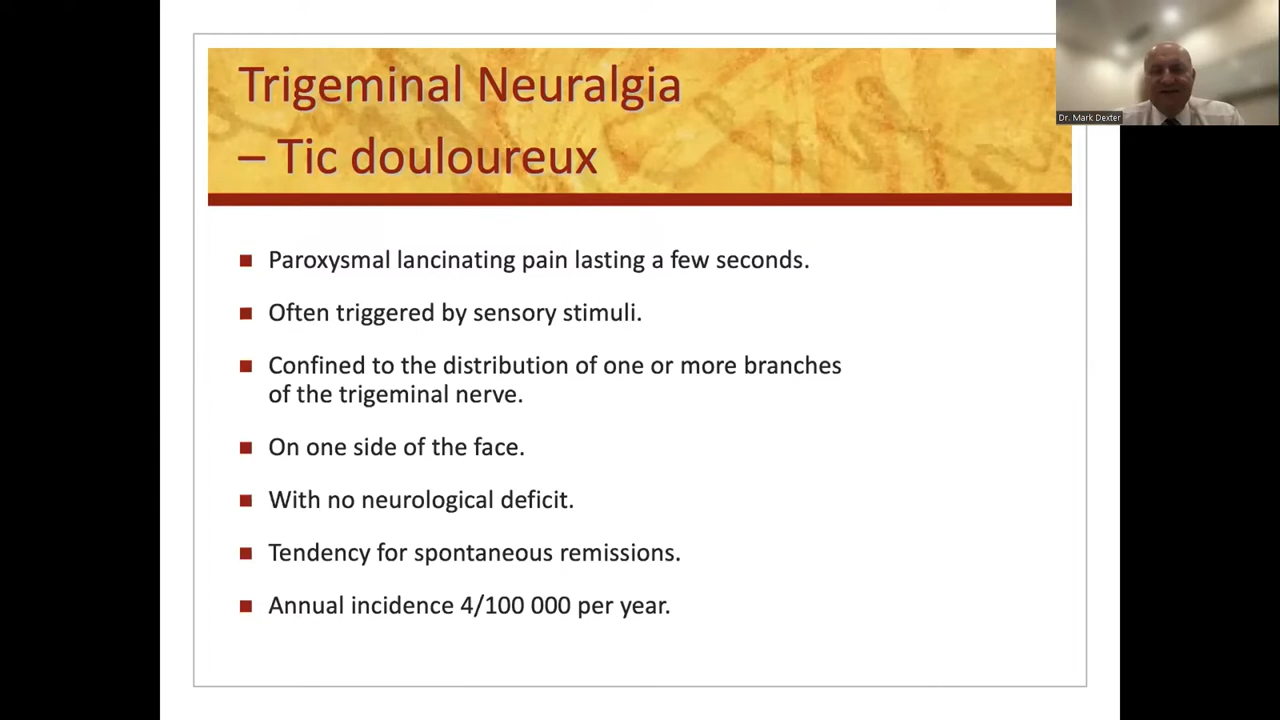 Trigeminal Neuralgia
– Tic douloureux
Dr. Mark Dexter
■ Paroxysmal lancinating pain lasting a few seconds.
■ Often triggered by sensory stimuli.
■ Confined to the distribution of one or more branches
of the trigeminal nerve.
■ On one side of the face.
■ With no neurological deficit.
■ Tendency for spontaneous remissions.
■ Annual incidence 4/100 000 per year.